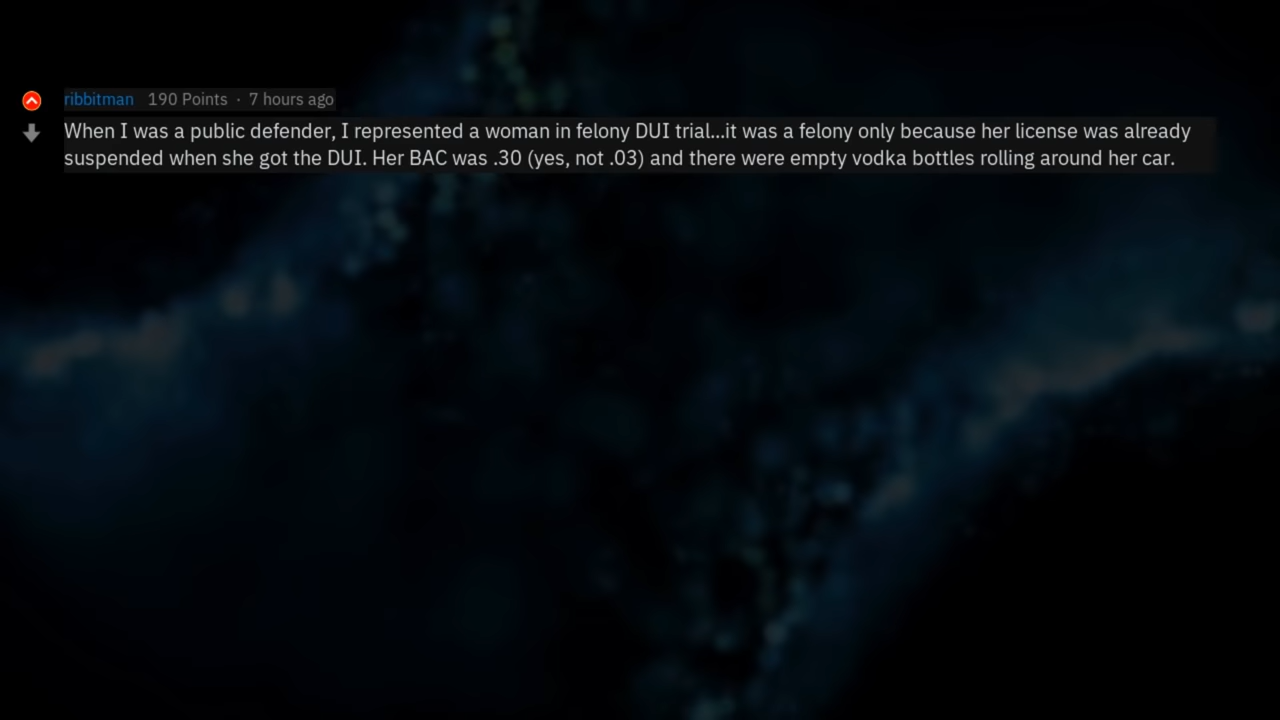 ribbitman 190 Points · 7 hours ago
When I was a public defender, I represented a woman in felony DUI trial...it was a felony only because her license was already
suspended when she got the DUI. Her BAC was .30 (yes, not .03) and there were empty vodka bottles rolling around her car.